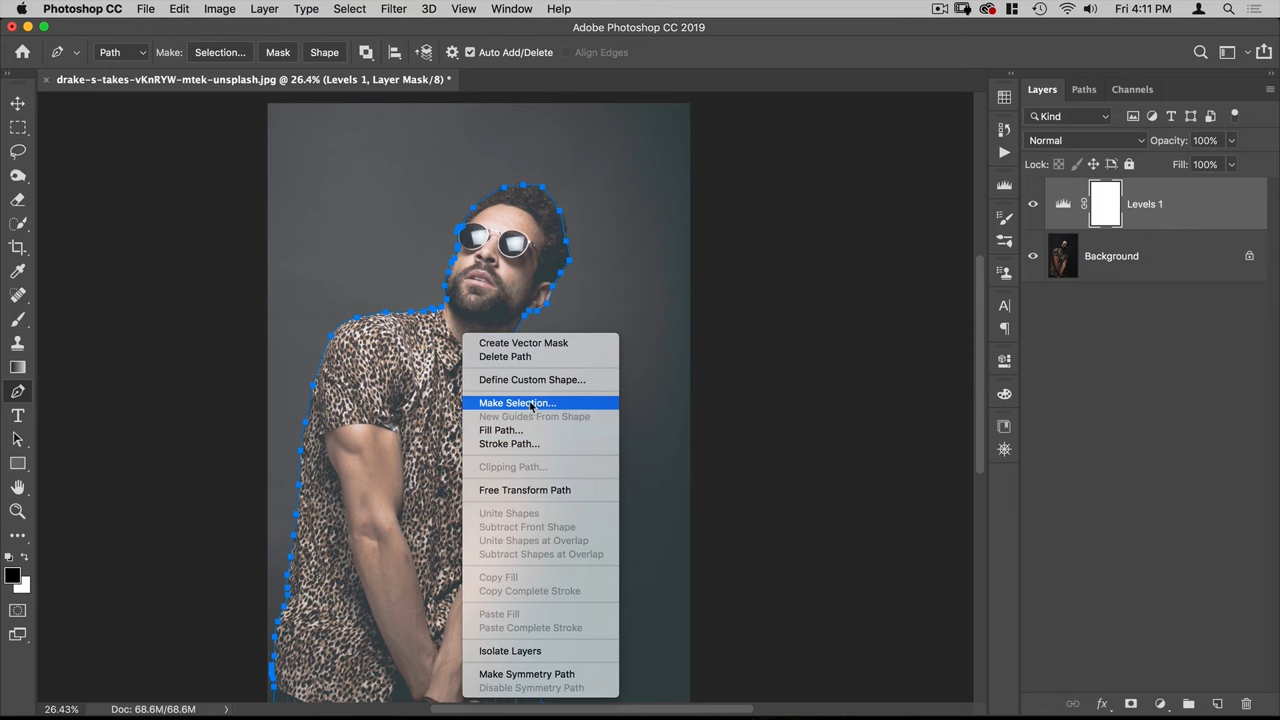 Photoshop CC File Edit Image Layer Type Select Filter 3D View Window Help Fri 4:11 PM
Adobe Photoshop CC 2019
Path Make: Selection... Mask Shape Auto Add/Delete Align Edges
× drake-s-takes-vKnRYW-mtek-unsplash.jpg @ 26.4% (Levels 1, Layer Mask/8) *
Layers Paths Channels
Kind
Normal Opacity: 100%
Lock: Fill: 100%
Levels 1
Background
Create Vector Mask
Delete Path
Define Custom Shape...
Make Selection...
New Guides From Shape
Fill Path...
Stroke Path...
Clipping Path...
Free Transform Path
Unite Shapes
Subtract Front Shape
Unite Shapes at Overlap
Subtract Shapes at Overlap
Copy Fill
Copy Complete Stroke
Paste Fill
Paste Complete Stroke
Isolate Layers
Make Symmetry Path
Disable Symmetry Path
26.43% Doc: 68.6M/68.6M